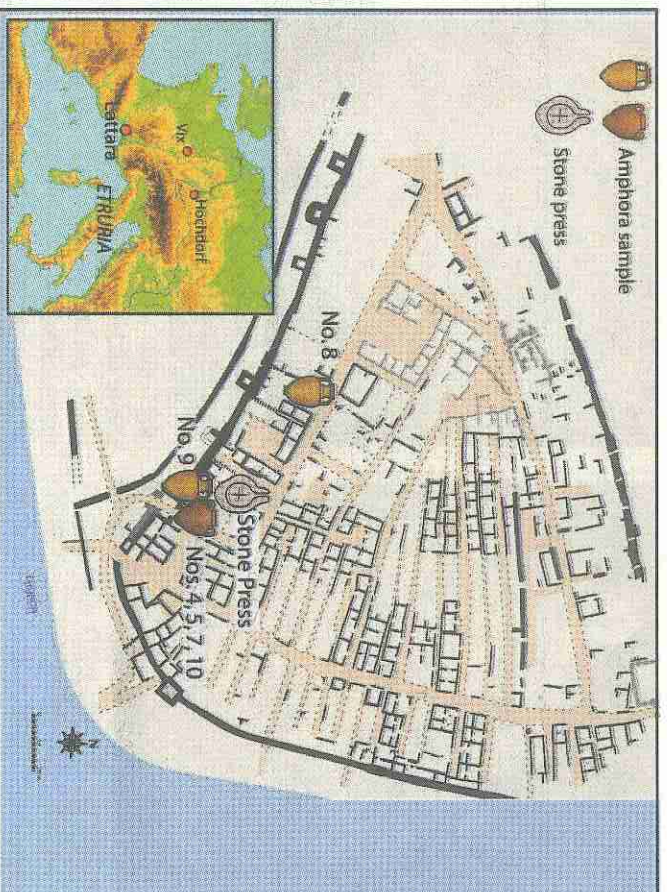 Amphora sample
Stone press
No. 8
No. 9
Stone Press
Nos. 4, 5, 7, 10
Vix
Hochdorf
Lattara
ETRURIA
N